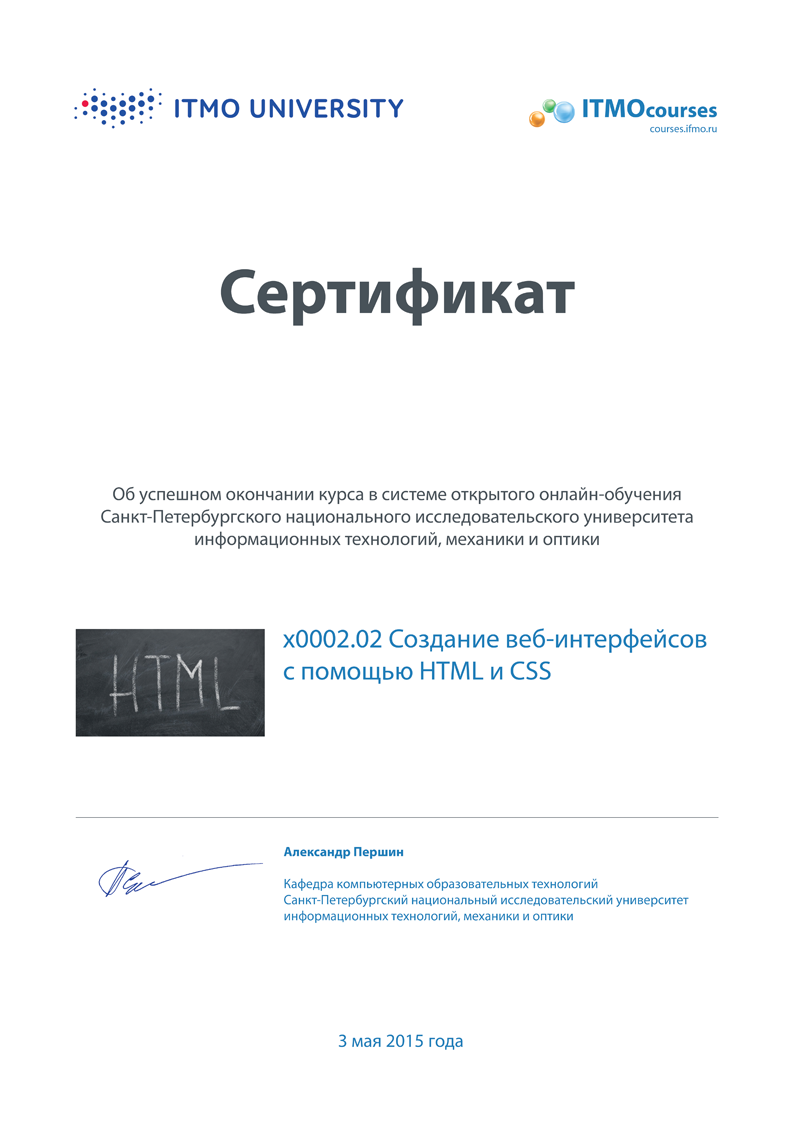 ITMO UNIVERSITY
ITMOcourses
courses.ifmo.ru
Сертификат
Об успешном окончании курса в системе открытого онлайн-обучения
Санкт-Петербургского национального исследовательского университета
информационных технологий, механики и оптики
HTML
x0002.02 Создание веб-интерфейсов
с помощью HTML и CSS
Александр Першин
Кафедра компьютерных образовательных технологий
Санкт-Петербургский национальный исследовательский университет
информационных технологий, механики и оптики
3 мая 2015 года